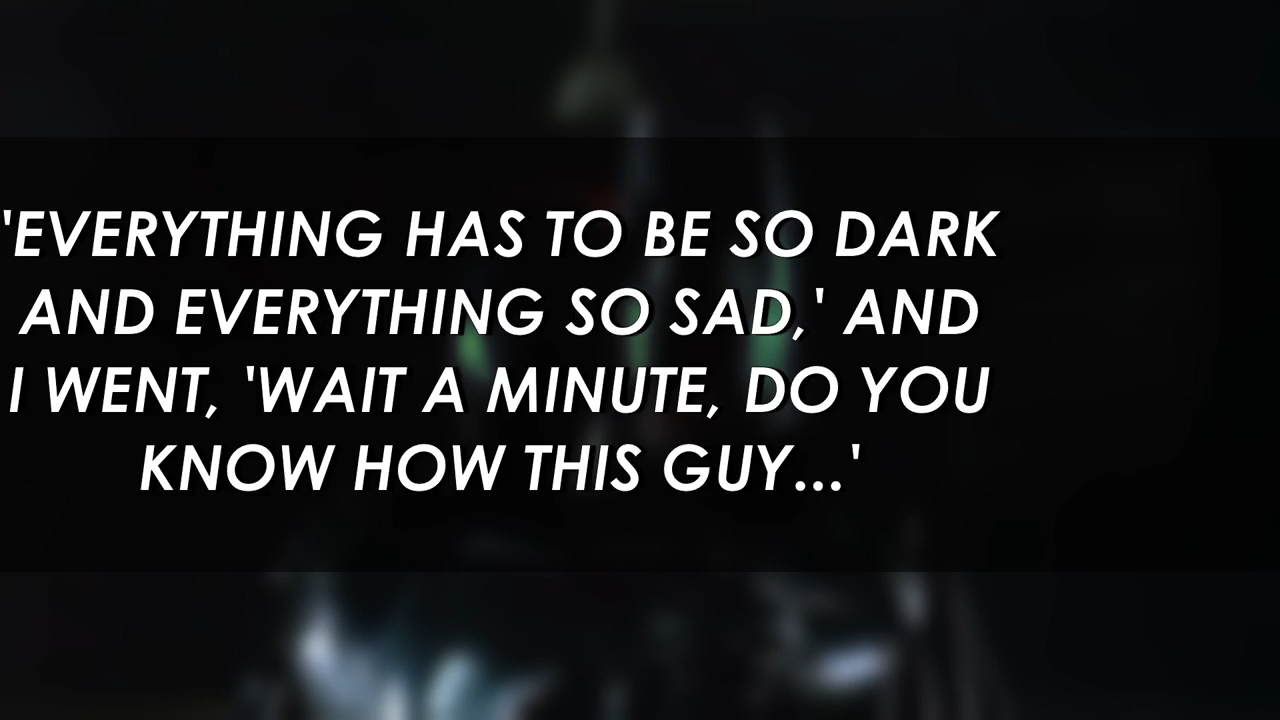 'EVERYTHING HAS TO BE SO DARK
AND EVERYTHING SO SAD,' AND
I WENT, 'WAIT A MINUTE, DO YOU
KNOW HOW THIS GUY...'